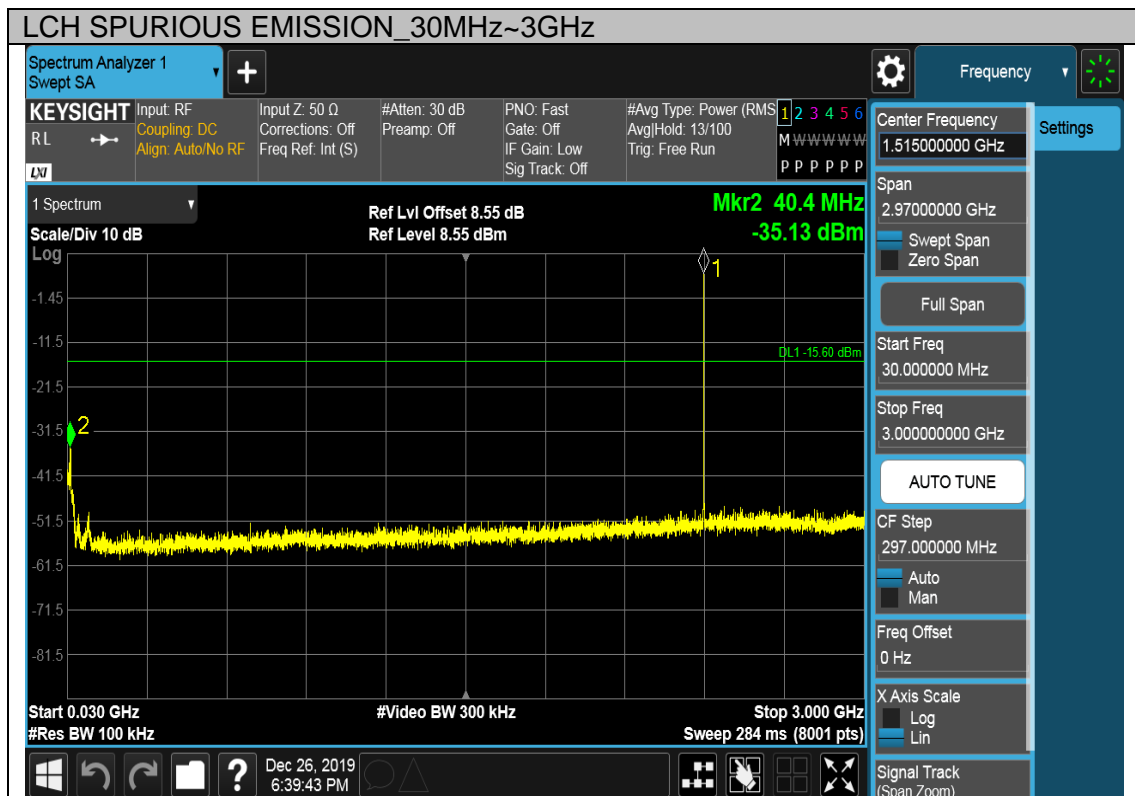 LCH SPURIOUS EMISSION_30MHz~3GHz
Spectrum Analyzer 1
Swept SA
+
Frequency
KEYSIGHT
RL
LXI
Input: RF
Coupling: DC
Align: Auto/No RF
Input Z: 50 Ω
Corrections: Off
Freq Ref: Int (S)
#Atten: 30 dB
Preamp: Off
PNO: Fast
Gate: Off
IF Gain: Low
Sig Track: Off
#Avg Type: Power (RMS
Avg|Hold: 13/100
Trig: Free Run
1 2 3 4 5 6
M W W W W W
P P P P P P
Center Frequency
1.515000000 GHz
Settings
1 Spectrum
Scale/Div 10 dB
Ref Lvl Offset 8.55 dB
Ref Level 8.55 dBm
Mkr2 40.4 MHz
-35.13 dBm
Span
2.97000000 GHz
Swept Span
Zero Span
Full Span
Start Freq
30.000000 MHz
Stop Freq
3.000000000 GHz
AUTO TUNE
CF Step
297.000000 MHz
Auto
Man
Freq Offset
0 Hz
X Axis Scale
Log
Lin
Signal Track
(Span Zoom)
Log
1
-1.45
-11.5
DL1 -15.60 dBm
-21.5
-31.5
2
-41.5
-51.5
-61.5
-71.5
-81.5
Start 0.030 GHz
#Res BW 100 kHz
#Video BW 300 kHz
Stop 3.000 GHz
Sweep 284 ms (8001 pts)
?
Dec 26, 2019
6:39:43 PM